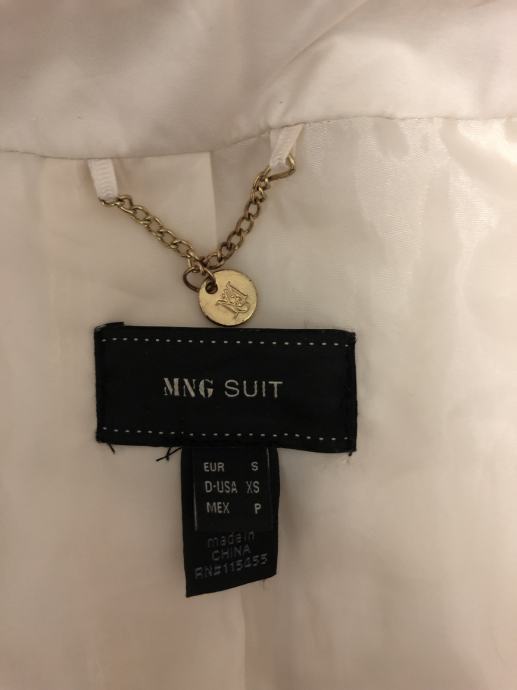 MNG SUIT
EUR S
D-USA XS
MEX P
made in
CHINA
RN#115455